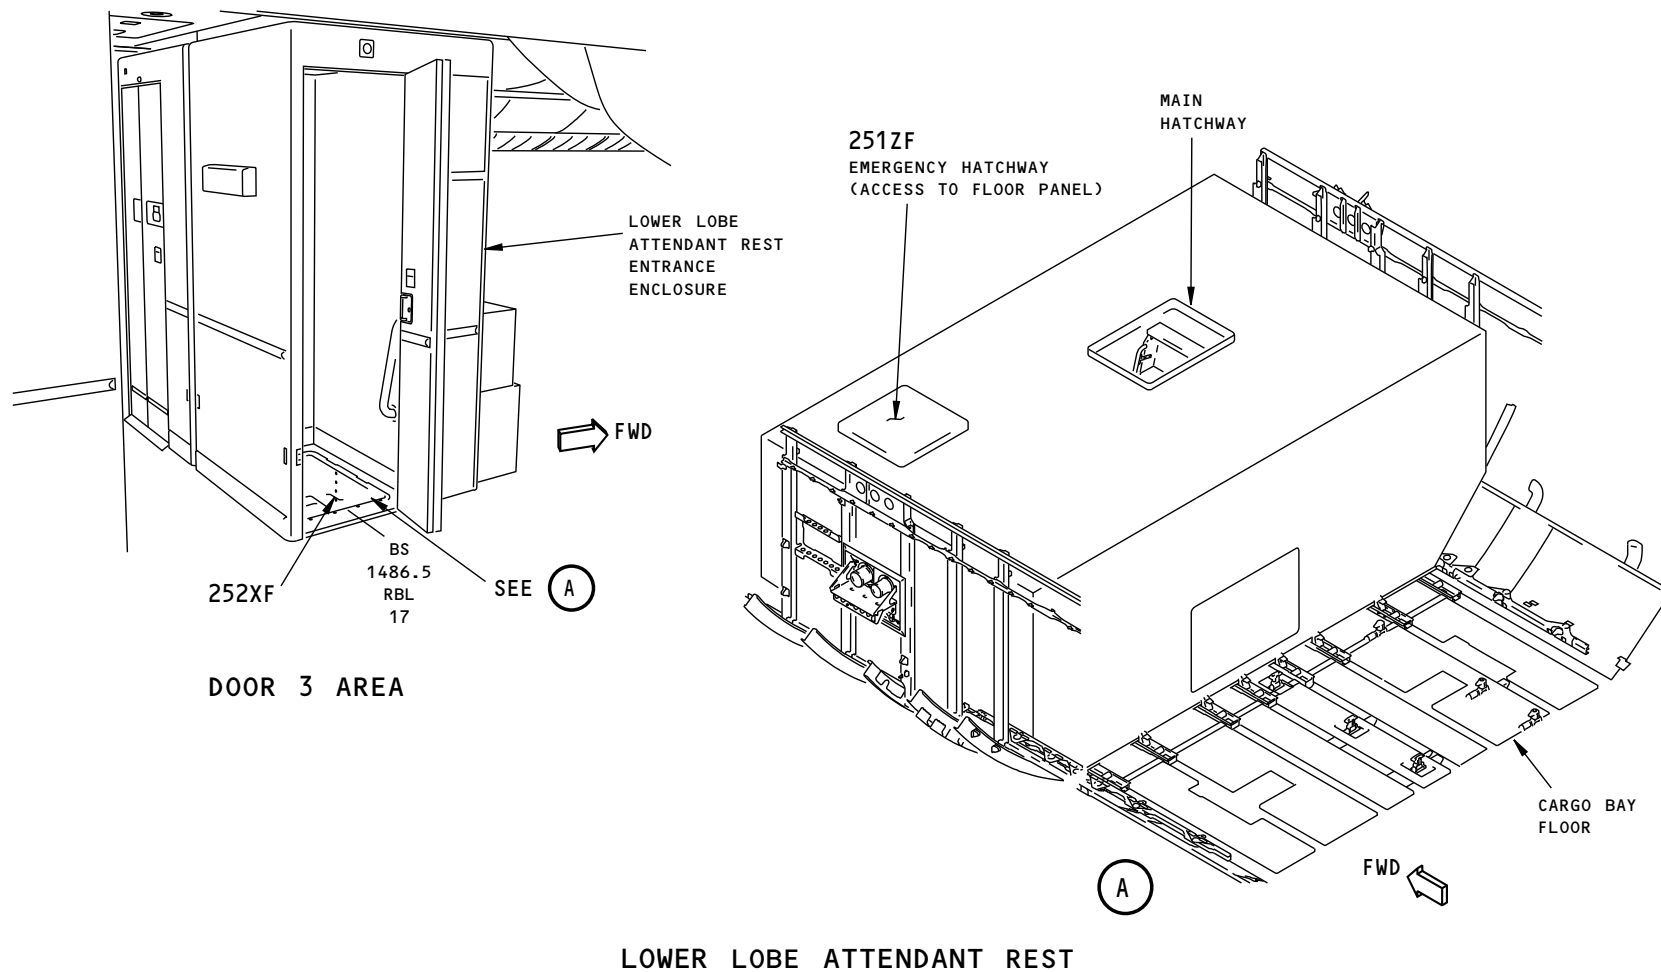 LOWER LOBE
ATTENDANT REST
ENTRANCE
ENCLOSURE
FWD
BS
1486.5
RBL
17
252XF
SEE A
DOOR 3 AREA
MAIN
HATCHWAY
251ZF
EMERGENCY HATCHWAY
(ACCESS TO FLOOR PANEL)
CARGO BAY
FLOOR
FWD
A
LOWER LOBE ATTENDANT REST